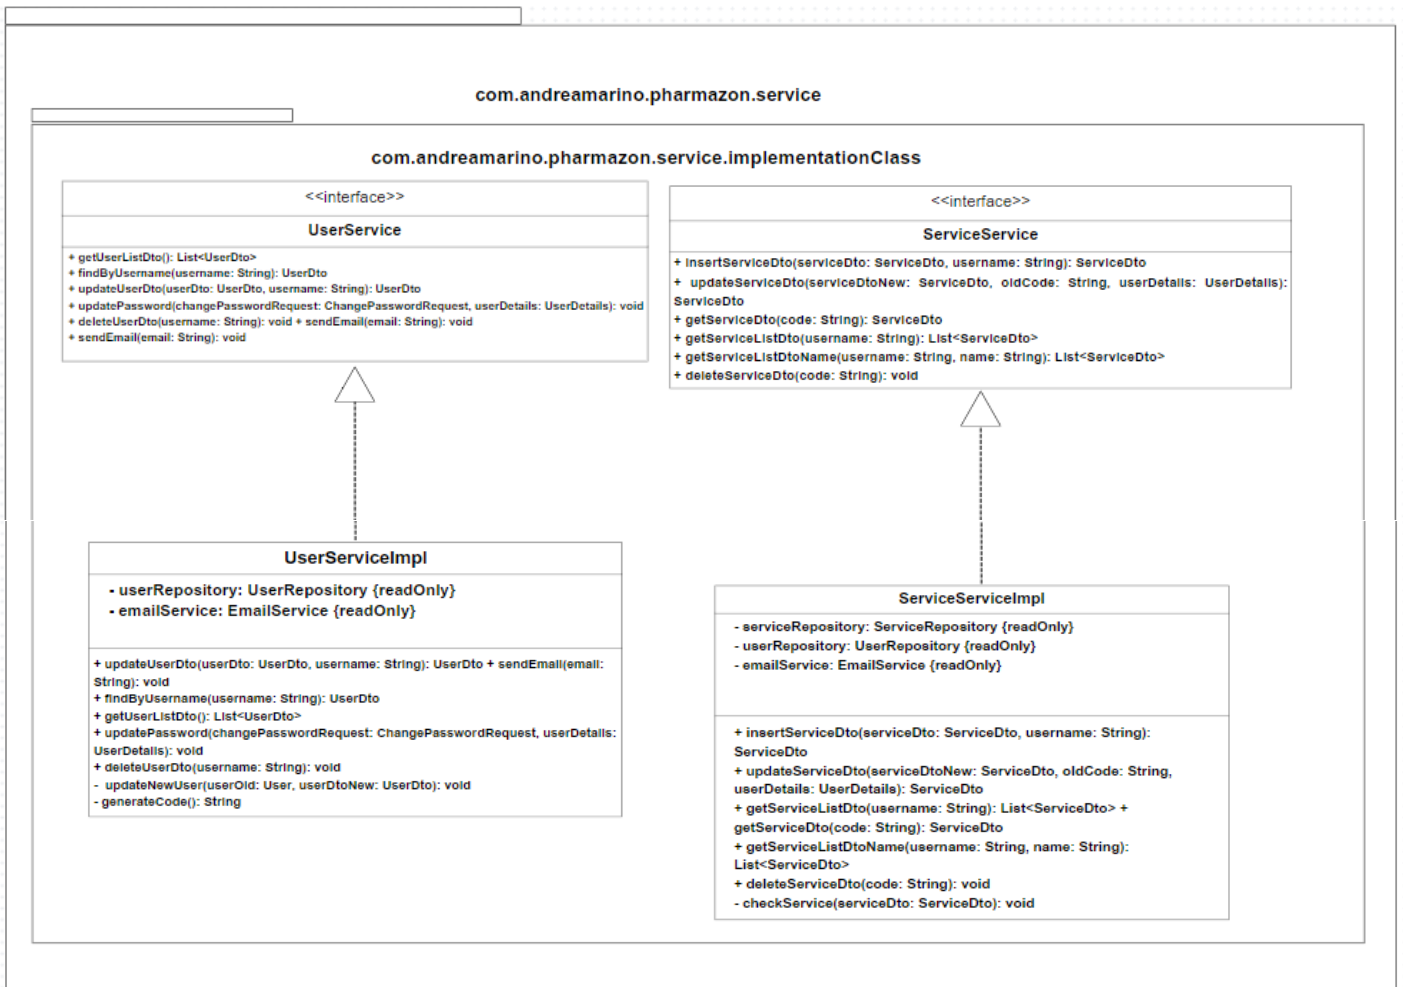 com.andreamarino.pharmazon.service
com.andreamarino.pharmazon.service.implementationClass
<<interface>>
UserService
+ getUserListDto(): List<UserDto>
+ findByUsername(username: String): UserDto
+ updateUserDto(userDto: UserDto, username: String): UserDto
+ updatePassword(changePasswordRequest: ChangePasswordRequest, userDetails: UserDetails): void
+ deleteUserDto(username: String): void + sendEmail(email: String): void
+ sendEmail(email: String): void
<<interface>>
ServiceService
+ insertServiceDto(serviceDto: ServiceDto, username: String): ServiceDto
+ updateServiceDto(serviceDtoNew: ServiceDto, oldCode: String, userDetails: UserDetails):
ServiceDto
+ getServiceDto(code: String): ServiceDto
+ getServiceListDto(username: String): List<ServiceDto>
+ getServiceListDtoName(username: String, name: String): List<ServiceDto>
+ deleteServiceDto(code: String): void
UserServiceImpl
- userRepository: UserRepository {readOnly}
- emailService: EmailService {readOnly}
+ updateUserDto(userDto: UserDto, username: String): UserDto + sendEmail(email:
String): void
+ findByUsername(username: String): UserDto
+ getUserListDto(): List<UserDto>
+ updatePassword(changePasswordRequest: ChangePasswordRequest, userDetails:
UserDetails): void
+ deleteUserDto(username: String): void
- updateNewUser(userOld: User, userDtoNew: UserDto): void
- generateCode(): String
ServiceServiceImpl
- serviceRepository: ServiceRepository {readOnly}
- userRepository: UserRepository {readOnly}
- emailService: EmailService {readOnly}
+ insertServiceDto(serviceDto: ServiceDto, username: String):
ServiceDto
+ updateServiceDto(serviceDtoNew: ServiceDto, oldCode: String,
userDetails: UserDetails): ServiceDto
+ getServiceListDto(username: String): List<ServiceDto> +
getServiceDto(code: String): ServiceDto
+ getServiceListDtoName(username: String, name: String):
List<ServiceDto>
+ deleteServiceDto(code: String): void
- checkService(serviceDto: ServiceDto): void